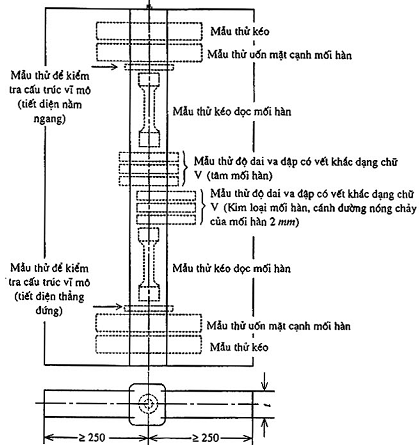 Mẫu thử kéo
Mẫu thử uốn mặt cạnh mối hàn
Mẫu thử để kiểm
tra cấu trúc vĩ mô
(tiết diện nằm
ngang)
Mẫu thử kéo dọc mối hàn
Mẫu thử độ dai va đập có vết khắc dạng chữ
V (tâm mối hàn)
Mẫu thử độ dai va đập có vết khắc dạng chữ
V (Kim loại mối hàn, cánh đường nóng chảy
của mối hàn 2 mm)
Mẫu thử để kiểm
tra cấu trúc vĩ mô
(tiết diện thẳng
đứng)
Mẫu thử kéo dọc mối hàn
Mẫu thử uốn mặt cạnh mối hàn
Mẫu thử kéo
t
≥ 250
≥ 250